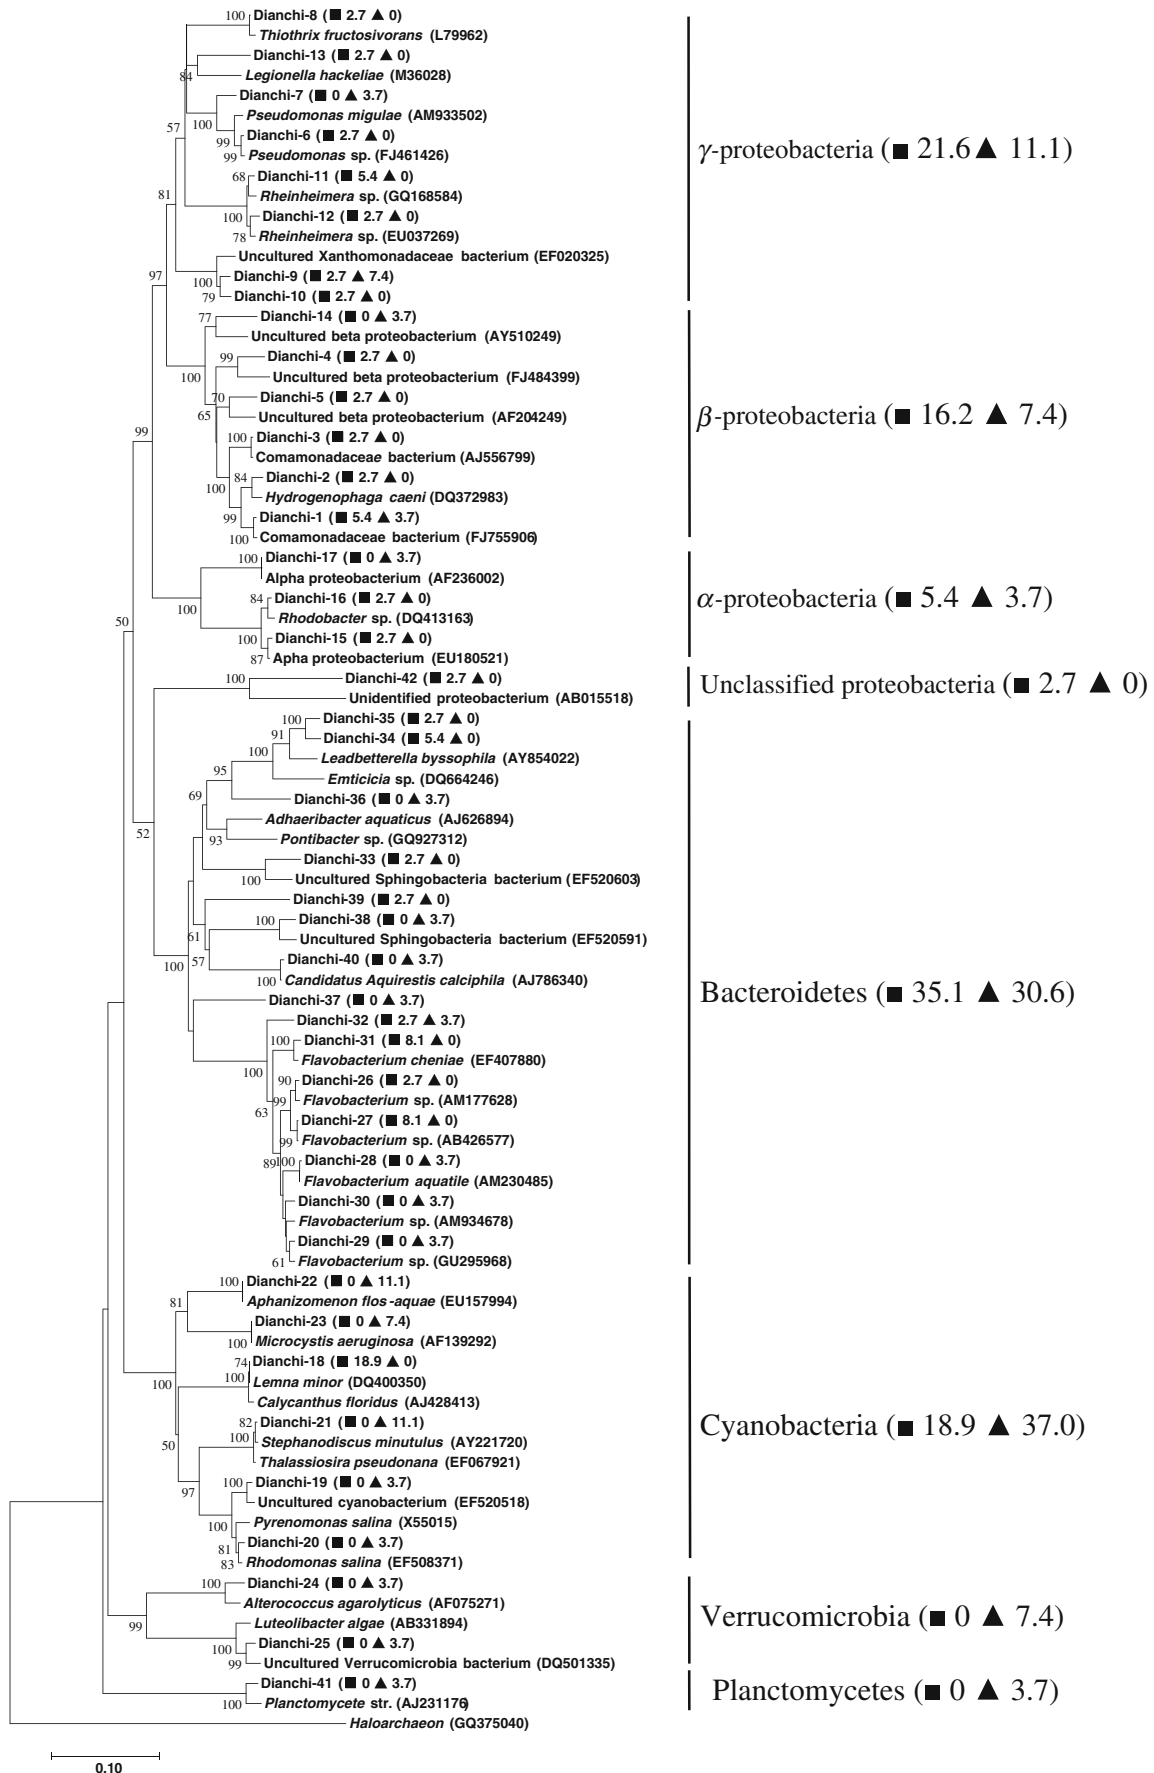 100 Dianchi-8 (■ 2.7 ▲ 0)
Thiothrix fructosivorans (L79962)
Dianchi-13 (■ 2.7 ▲ 0)
84 Legionella hackeliae (M36028)
Dianchi-7 (■ 0 ▲ 3.7)
100 Pseudomonas migulae (AM933502)
57 99 Dianchi-6 (■ 2.7 ▲ 0)
99 Pseudomonas sp. (FJ461426)
γ-proteobacteria (■ 21.6 ▲ 11.1)
68 Dianchi-11 (■ 5.4 ▲ 0)
81 Rheinheimera sp. (GQ168584)
100 Dianchi-12 (■ 2.7 ▲ 0)
78 Rheinheimera sp. (EU037269)
Uncultured Xanthomonadaceae bacterium (EF020325)
97 100 Dianchi-9 (■ 2.7 ▲ 7.4)
79 Dianchi-10 (■ 2.7 ▲ 0)
77 Dianchi-14 (■ 0 ▲ 3.7)
Uncultured beta proteobacterium (AY510249)
99 Dianchi-4 (■ 2.7 ▲ 0)
100 Uncultured beta proteobacterium (FJ484399)
70 Dianchi-5 (■ 2.7 ▲ 0)
65 Uncultured beta proteobacterium (AF204249)
β-proteobacteria (■ 16.2 ▲ 7.4)
99 100 Dianchi-3 (■ 2.7 ▲ 0)
Comamonadaceae bacterium (AJ556799)
84 Dianchi-2 (■ 2.7 ▲ 0)
100 Hydrogenophaga caeni (DQ372983)
99 Dianchi-1 (■ 5.4 ▲ 3.7)
100 Comamonadaceae bacterium (FJ755906)
100 Dianchi-17 (■ 0 ▲ 3.7)
Alpha proteobacterium (AF236002)
84 Dianchi-16 (■ 2.7 ▲ 0)
α-proteobacteria (■ 5.4 ▲ 3.7)
50 100 Rhodobacter sp. (DQ413163)
100 Dianchi-15 (■ 2.7 ▲ 0)
87 Apha proteobacterium (EU180521)
100 Dianchi-42 (■ 2.7 ▲ 0)
Unclassified proteobacteria (■ 2.7 ▲ 0)
Unidentified proteobacterium (AB015518)
100 Dianchi-35 (■ 2.7 ▲ 0)
91 Dianchi-34 (■ 5.4 ▲ 0)
100 Leadbetterella byssophila (AY854022)
95 Emticicia sp. (DQ664246)
69 Dianchi-36 (■ 0 ▲ 3.7)
Adhaeribacter aquaticus (AJ626894)
52 93 Pontibacter sp. (GQ927312)
Dianchi-33 (■ 2.7 ▲ 0)
100 Uncultured Sphingobacteria bacterium (EF520603)
Dianchi-39 (■ 2.7 ▲ 0)
100 Dianchi-38 (■ 0 ▲ 3.7)
61 Uncultured Sphingobacteria bacterium (EF520591)
100 57 Dianchi-40 (■ 0 ▲ 3.7)
100 Candidatus Aquirestis calciphila (AJ786340)
Bacteroidetes (■ 35.1 ▲ 30.6)
Dianchi-37 (■ 0 ▲ 3.7)
Dianchi-32 (■ 2.7 ▲ 3.7)
100 Dianchi-31 (■ 8.1 ▲ 0)
100 Flavobacterium cheniae (EF407880)
90 Dianchi-26 (■ 2.7 ▲ 0)
63 99 Flavobacterium sp. (AM177628)
Dianchi-27 (■ 8.1 ▲ 0)
99 Flavobacterium sp. (AB426577)
89 100 Dianchi-28 (■ 0 ▲ 3.7)
Flavobacterium aquatile (AM230485)
Dianchi-30 (■ 0 ▲ 3.7)
Flavobacterium sp. (AM934678)
Dianchi-29 (■ 0 ▲ 3.7)
61 Flavobacterium sp. (GU295968)
100 Dianchi-22 (■ 0 ▲ 11.1)
81 Aphanizomenon flos-aquae (EU157994)
Dianchi-23 (■ 0 ▲ 7.4)
100 Microcystis aeruginosa (AF139292)
74 Dianchi-18 (■ 18.9 ▲ 0)
100 100 Lemna minor (DQ400350)
Calycanthus floridus (AJ428413)
82 Dianchi-21 (■ 0 ▲ 11.1)
Cyanobacteria (■ 18.9 ▲ 37.0)
50 100 Stephanodiscus minutulus (AY221720)
Thalassiosira pseudonana (EF067921)
100 Dianchi-19 (■ 0 ▲ 3.7)
97 Uncultured cyanobacterium (EF520518)
100 Pyrenomonas salina (X55015)
81 Dianchi-20 (■ 0 ▲ 3.7)
83 Rhodomonas salina (EF508371)
100 Dianchi-24 (■ 0 ▲ 3.7)
Alterococcus agarolyticus (AF075271)
99 Luteolibacter algae (AB331894)
Verrucomicrobia (■ 0 ▲ 7.4)
100 Dianchi-25 (■ 0 ▲ 3.7)
99 Uncultured Verrucomicrobia bacterium (DQ501335)
Dianchi-41 (■ 0 ▲ 3.7)
Planctomycetes (■ 0 ▲ 3.7)
100 Planctomycete str. (AJ231176)
Haloarchaeon (GQ375040)
0.10